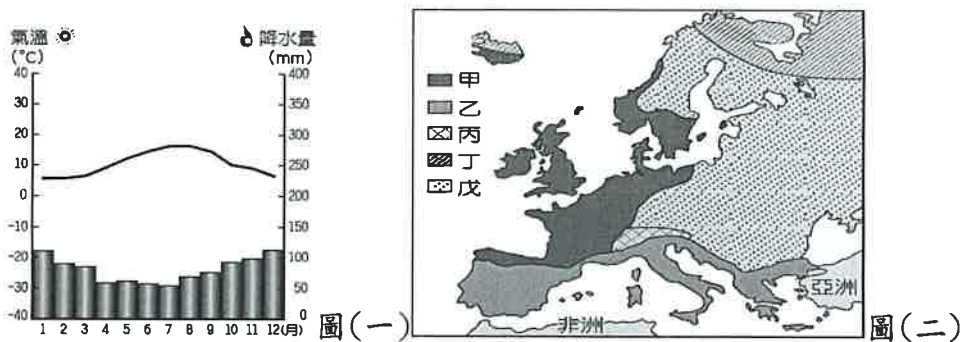 氣溫 降水量
(°C) (mm)
40 400
30 350
20 300
10 250
0 200
-10 150
-20 100
-30 50
-40 0
1 2 3 4 5 6 7 8 9 10 11 12(月)
圖(一)
甲
乙
丙
丁
戊
亞洲
非洲
圖(二)